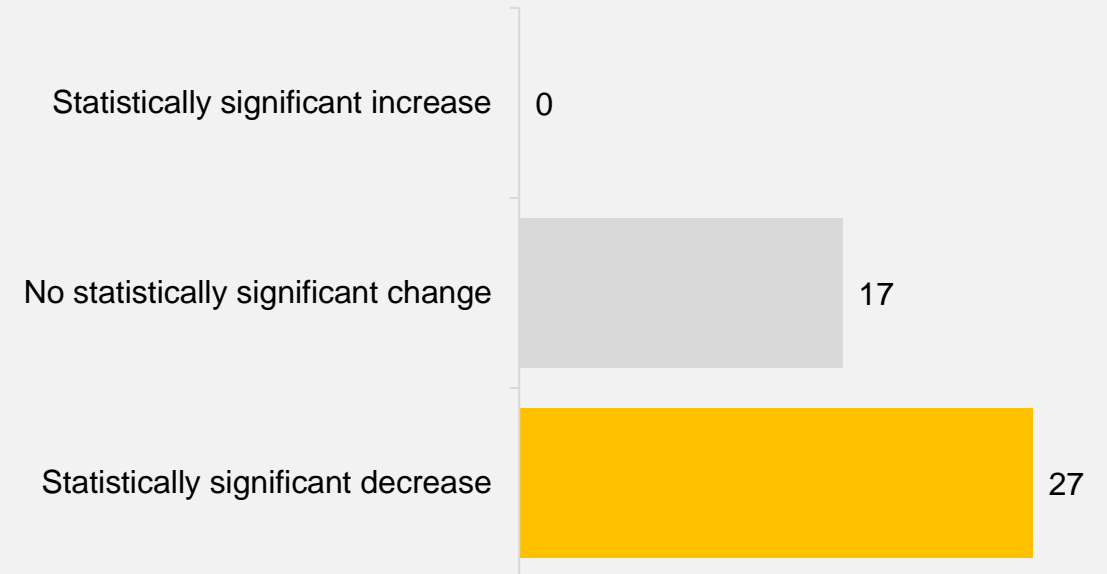 Statistically significant increase 0
No statistically significant change 17
Statistically significant decrease 27